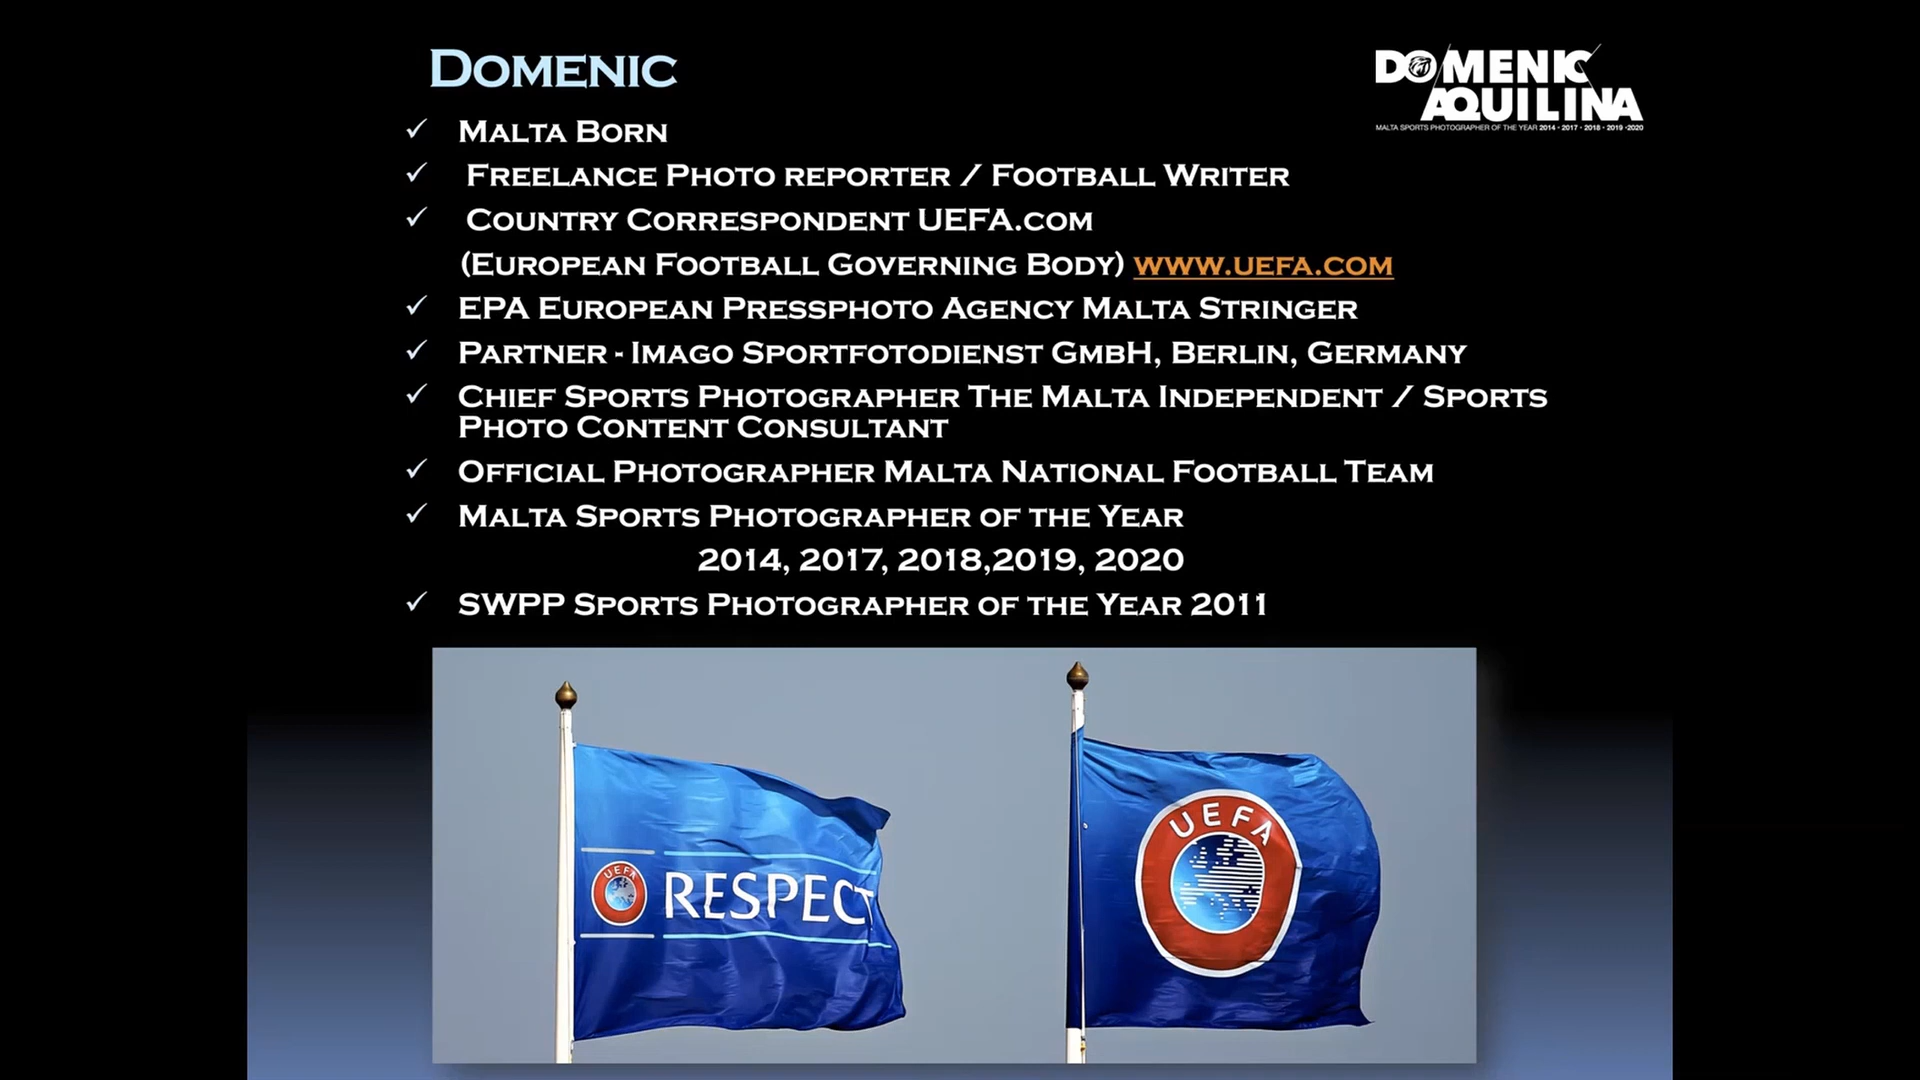 Domenic
DOMENIC
AQUILINA
MALTA SPORTS PHOTOGRAPHER OF THE YEAR 2014 - 2017 - 2018 - 2019 -2020
✓ Malta Born
✓ Freelance Photo reporter / Football Writer
✓ Country Correspondent UEFA.com
(European Football Governing Body) www.uefa.com
✓ EPA European Pressphoto Agency Malta Stringer
✓ Partner - Imago Sportfotodienst GmbH, Berlin, Germany
✓ Chief Sports Photographer The Malta Independent / Sports
Photo Content Consultant
✓ Official Photographer Malta National Football Team
✓ Malta Sports Photographer of the Year
2014, 2017, 2018,2019, 2020
✓ SWPP Sports Photographer of the Year 2011
UEFA
RESPECT
UEFA